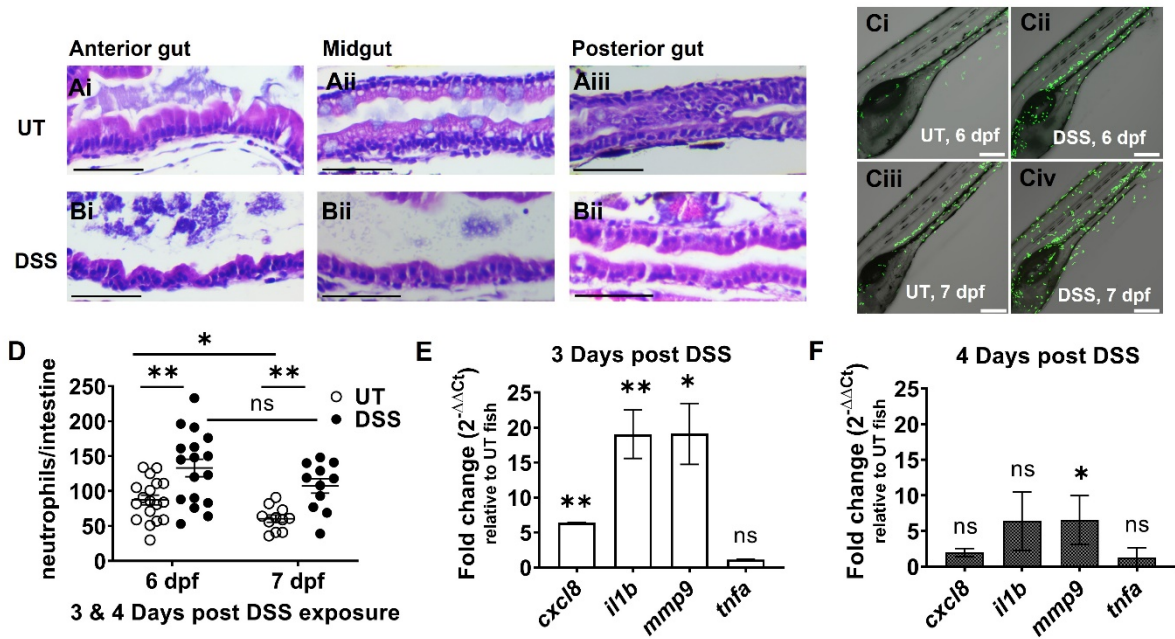 Anterior gut
Midgut
Posterior gut
UT
Ai
Aii
Aiii
DSS
Bi
Bii
Bii
Ci
UT, 6 dpf
Cii
DSS, 6 dpf
Ciii
UT, 7 dpf
Civ
DSS, 7 dpf
D
neutrophils/intestine
250
200
150
100
50
0
*
**
**
ns
UT
DSS
6 dpf
7 dpf
3 & 4 Days post DSS exposure
E
3 Days post DSS
Fold change (2^-ΔΔCt)
relative to UT fish
25
20
15
10
5
0
**
**
*
ns
cxcl8
il1b
mmp9
tnfa
F
4 Days post DSS
Fold change (2^-ΔΔCt)
relative to UT fish
25
20
15
10
5
0
ns
ns
*
ns
cxcl8
il1b
mmp9
tnfa